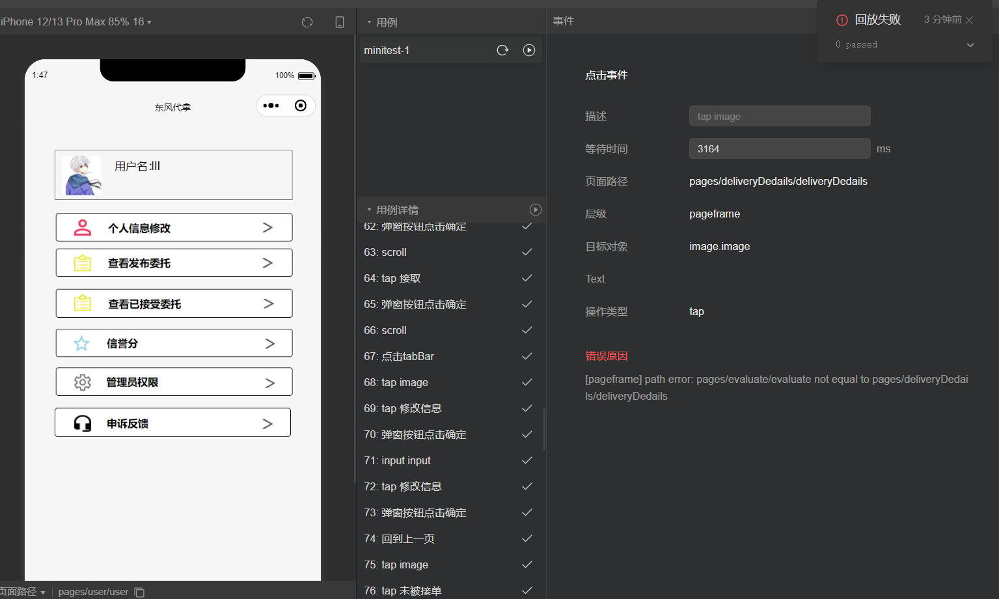 iPhone 12/13 Pro Max 85% 16
1:47
100%
东风代拿
用户名:lll
个人信息修改
查看发布委托
查看已接受委托
信誉分
管理员权限
申诉反馈
页面路径
pages/user/user
用例
minitest-1
用例详情
62: 弹窗按钮点击确定
63: scroll
64: tap 接取
65: 弹窗按钮点击确定
66: scroll
67: 点击tabBar
68: tap image
69: tap 修改信息
70: 弹窗按钮点击确定
71: input input
72: tap 修改信息
73: 弹窗按钮点击确定
74: 回到上一页
75: tap image
76: tap 未被接单
事件
回放失败
3 分钟前
0 passed
点击事件
描述
tap image
等待时间
3164
ms
页面路径
pages/deliveryDedails/deliveryDedails
层级
pageframe
目标对象
image.image
Text
操作类型
tap
错误原因
[pageframe] path error: pages/evaluate/evaluate not equal to pages/deliveryDedai
ls/deliveryDedails